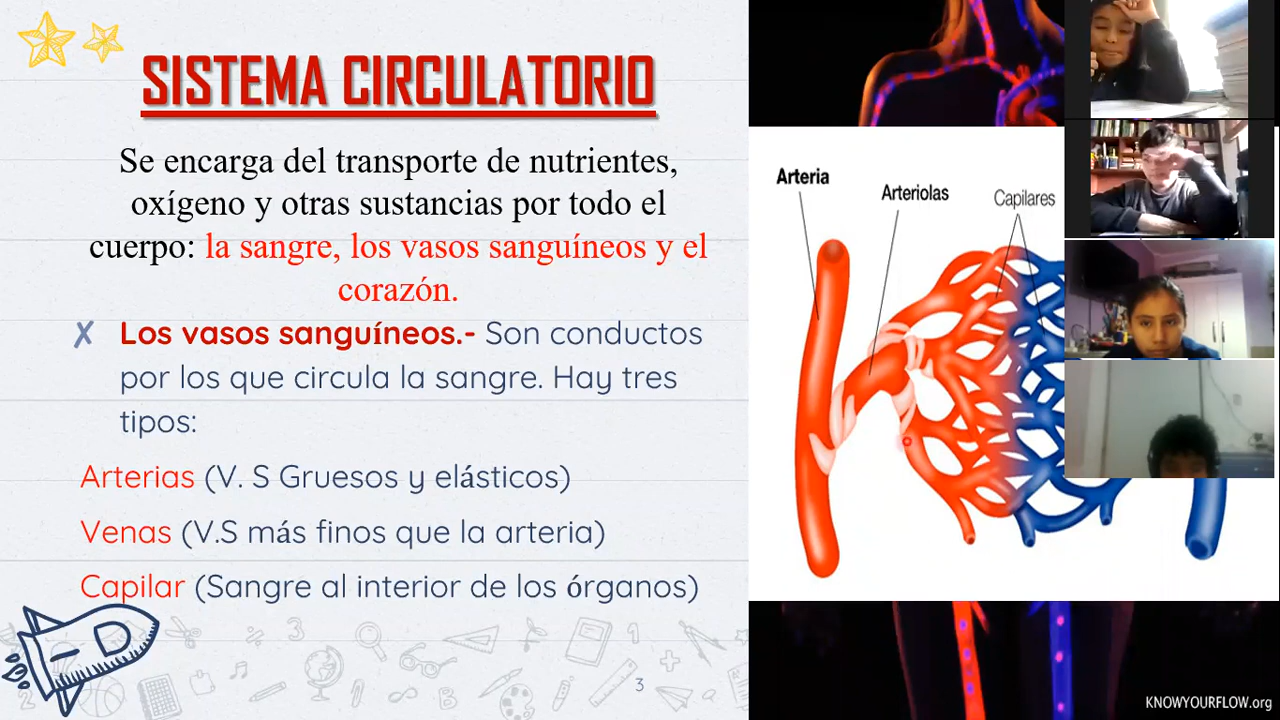 SISTEMA CIRCULATORIO
Se encarga del transporte de nutrientes,
oxígeno y otras sustancias por todo el
cuerpo: la sangre, los vasos sanguíneos y el
corazón.
✗ Los vasos sanguíneos.- Son conductos
por los que circula la sangre. Hay tres
tipos:
Arterias (V. S Gruesos y elásticos)
Venas (V.S más finos que la arteria)
Capilar (Sangre al interior de los órganos)
3
Arteria
Arteriolas
Capilares
KNOWYOURFLOW.org